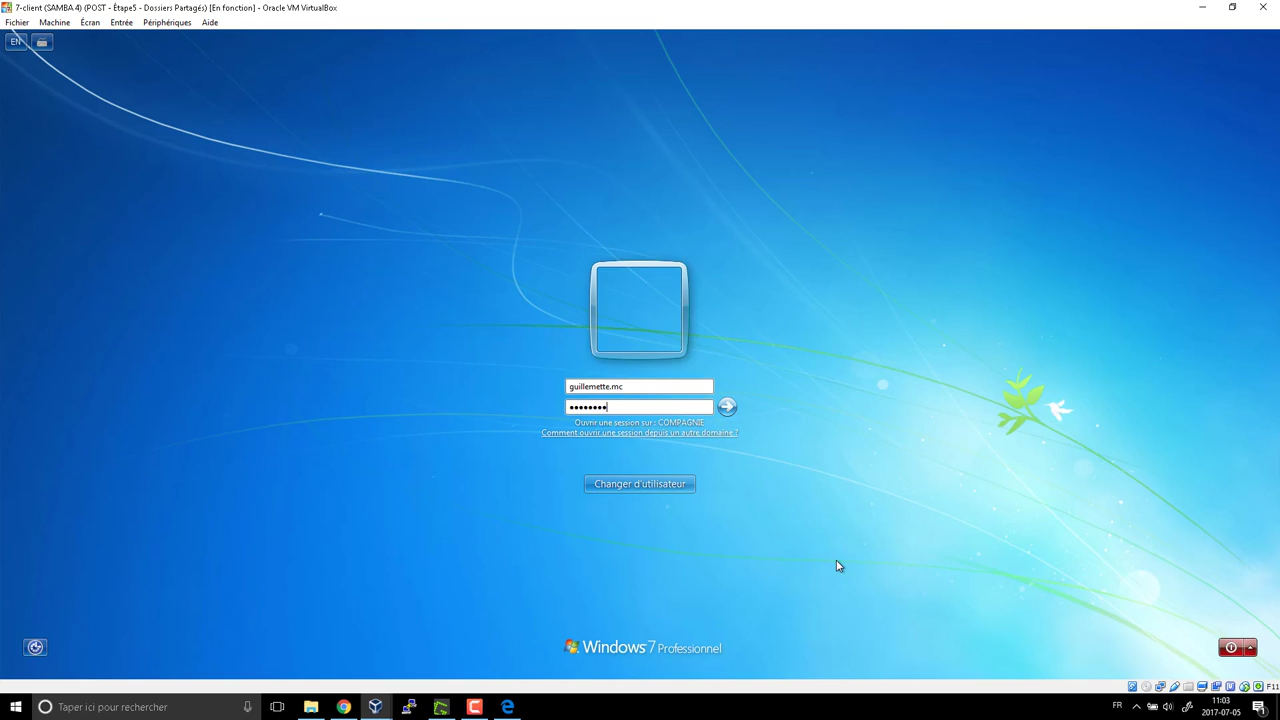 7-client (SAMBA 4) (POST - Étape5 - Dossiers Partagés) [En fonction] - Oracle VM VirtualBox
Fichier Machine Écran Entrée Périphériques Aide
EN
guillemette.mc
••••••••
Ouvrir une session sur : COMPAGNIE
Comment ouvrir une session depuis un autre domaine ?
Changer d'utilisateur
Windows 7 Professionnel
F11
Taper ici pour rechercher
FR
11:03
2017-07-05
1